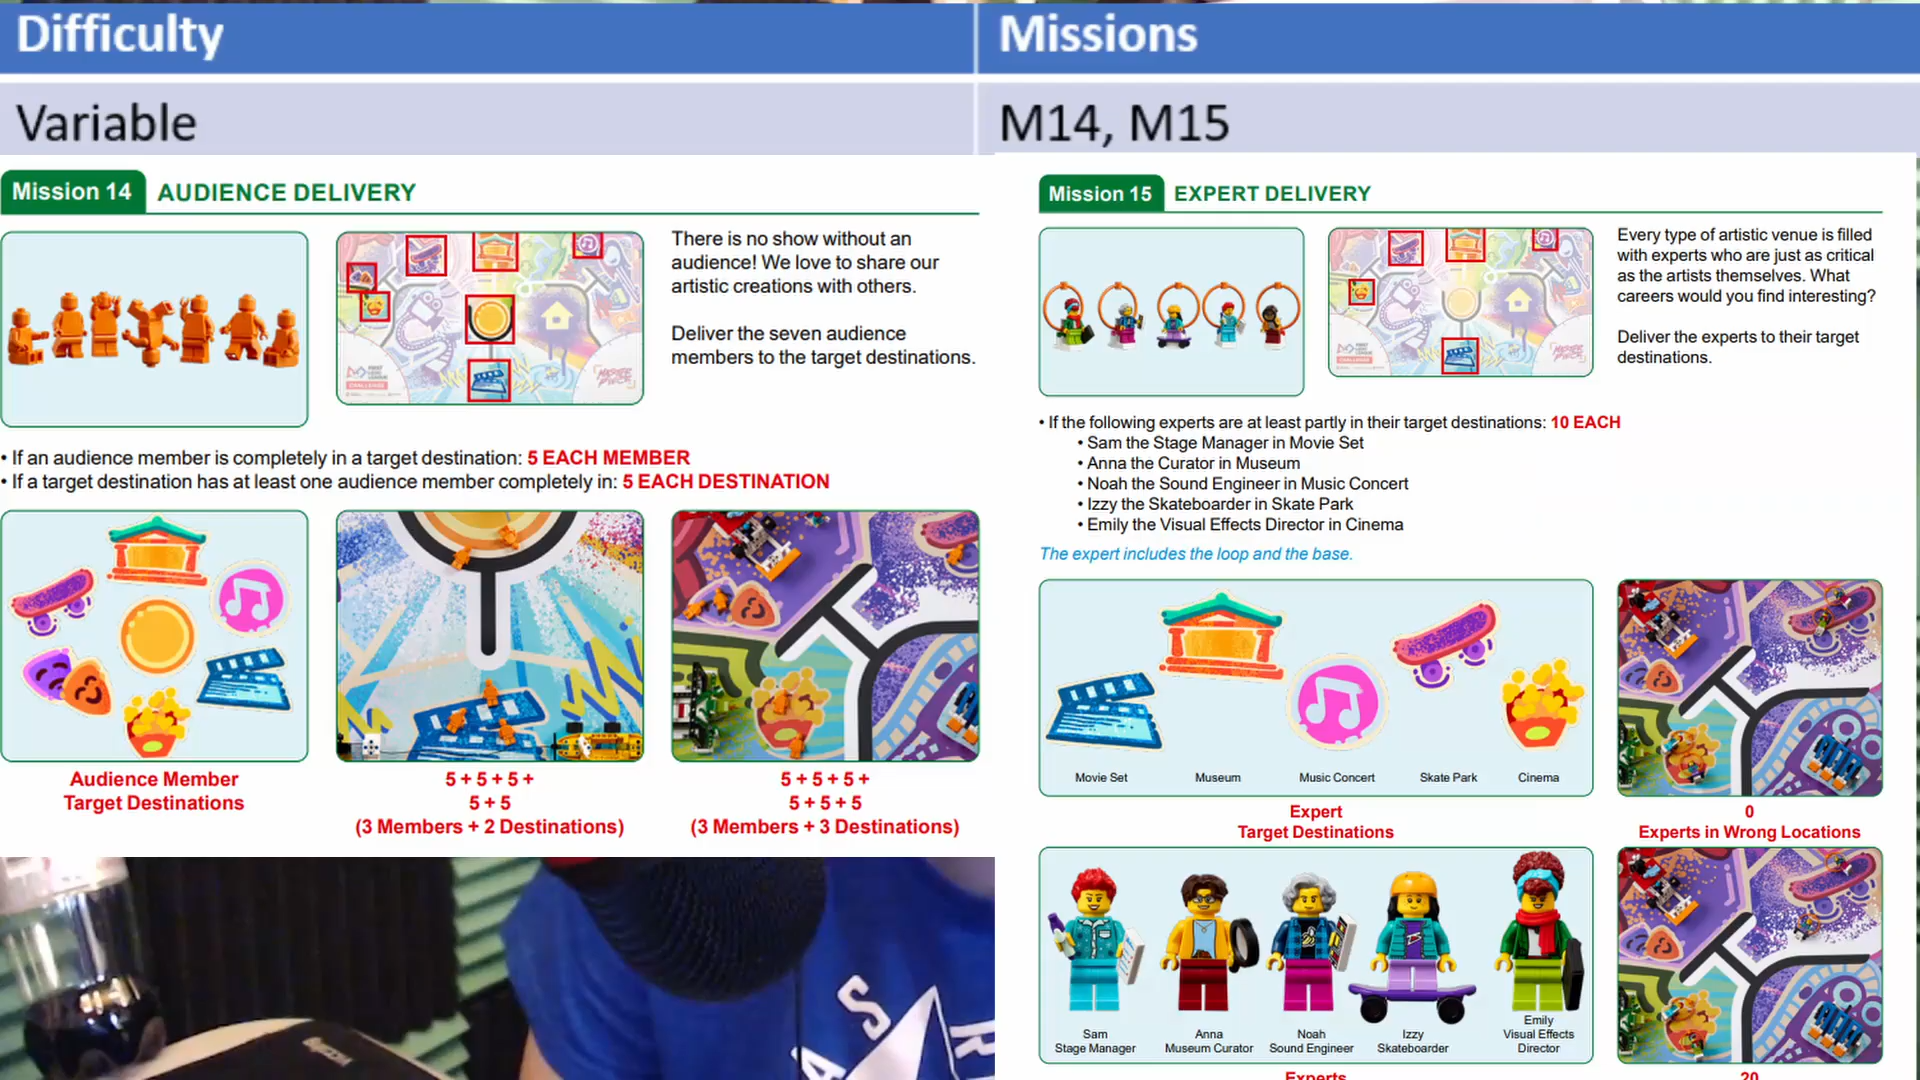 Difficulty
Missions
Variable
M14, M15
Mission 14
AUDIENCE DELIVERY
There is no show without an
audience! We love to share our
artistic creations with others.
Deliver the seven audience
members to the target destinations.
• If an audience member is completely in a target destination: 5 EACH MEMBER
• If a target destination has at least one audience member completely in: 5 EACH DESTINATION
Audience Member
Target Destinations
5 + 5 + 5 +
5 + 5
(3 Members + 2 Destinations)
5 + 5 + 5 +
5 + 5 + 5
(3 Members + 3 Destinations)
Mission 15
EXPERT DELIVERY
Every type of artistic venue is filled
with experts who are just as critical
as the artists themselves. What
careers would you find interesting?
Deliver the experts to their target
destinations.
• If the following experts are at least partly in their target destinations: 10 EACH
• Sam the Stage Manager in Movie Set
• Anna the Curator in Museum
• Noah the Sound Engineer in Music Concert
• Izzy the Skateboarder in Skate Park
• Emily the Visual Effects Director in Cinema
The expert includes the loop and the base.
Movie Set
Museum
Music Concert
Skate Park
Cinema
Expert
Target Destinations
0
Experts in Wrong Locations
Sam
Stage Manager
Anna
Museum Curator
Noah
Sound Engineer
Izzy
Skateboarder
Emily
Visual Effects
Director
Experts
20